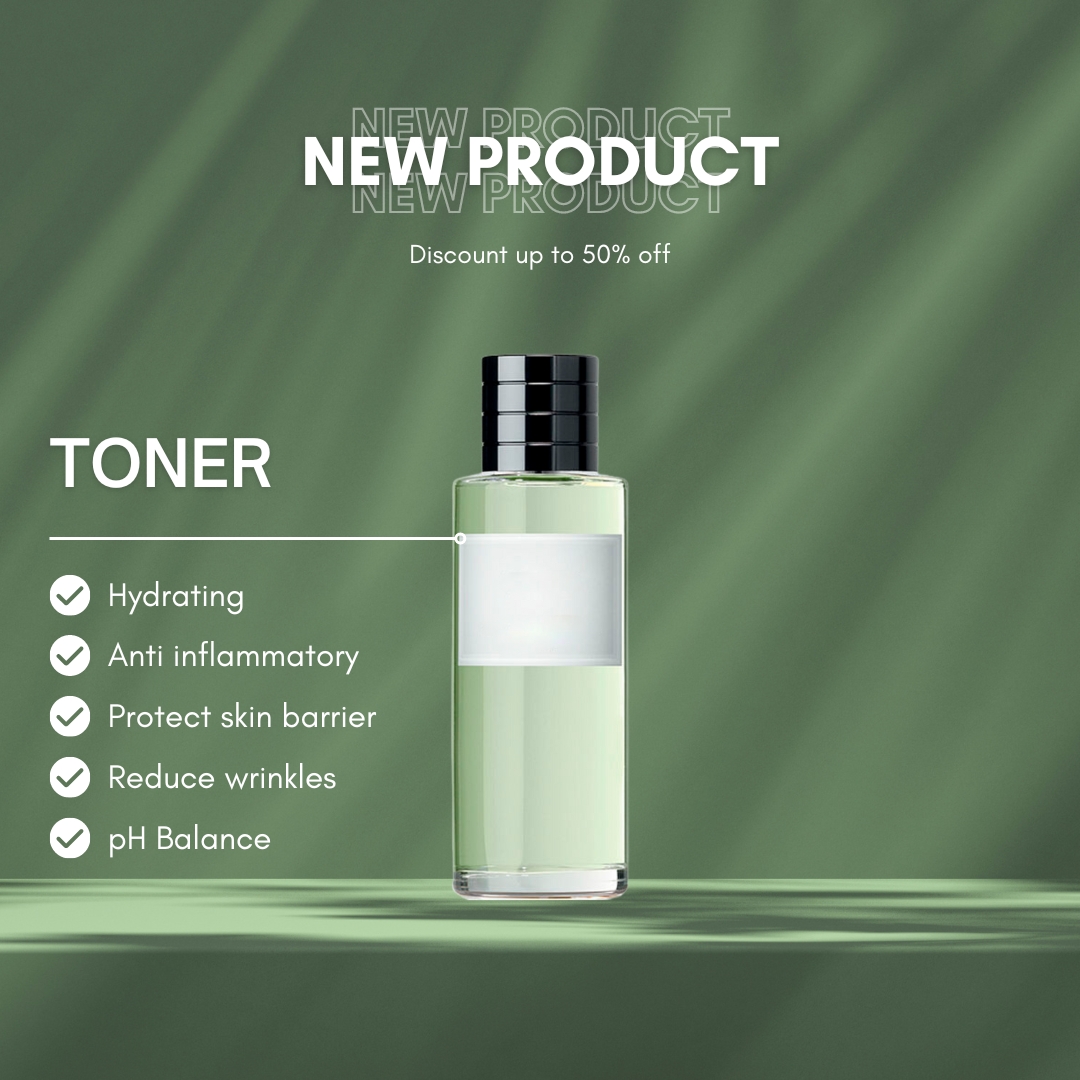 NEW PRODUCT
NEW PRODUCT
NEW PRODUCT
Discount up to 50% off
TONER
Hydrating
Anti inflammatory
Protect skin barrier
Reduce wrinkles
pH Balance